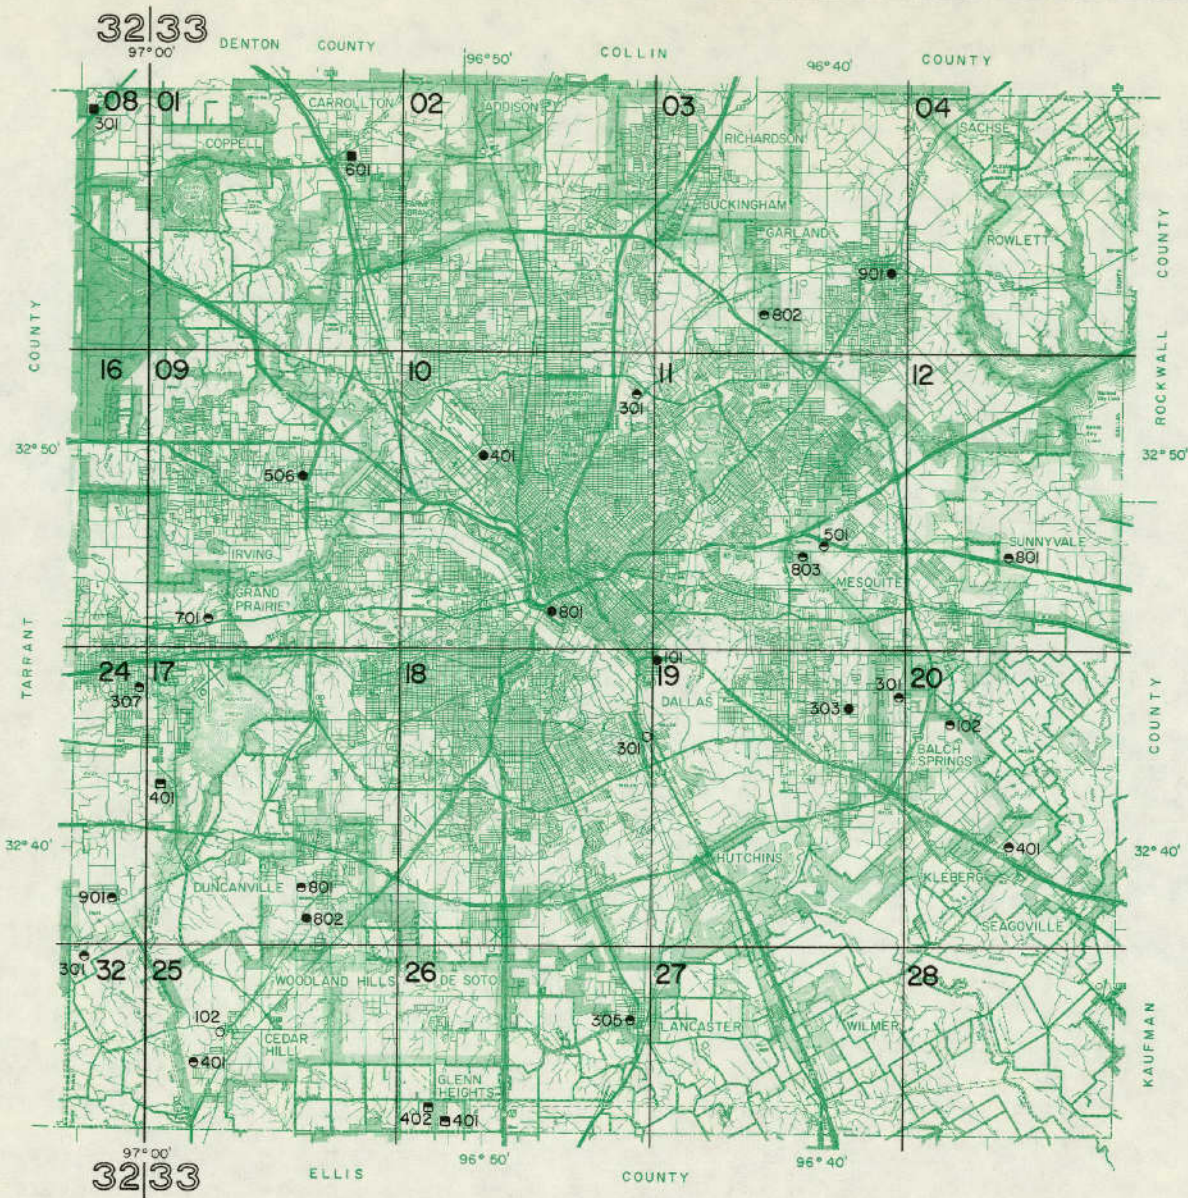 32|33
97° 00'
DENTON COUNTY
96° 50'
COLLIN
96° 40'
COUNTY
08 01 02 03 04
301
CARROLLTON
ADDISON
RICHARDSON
SACHSE
COPPELL
601
FARMERS BRANCH
BUCKINGHAM
GARLAND
ROWLETT
901
802
COUNTY
ROCKWALL COUNTY
16 09 10 11 12
301
32° 50'
401
32° 50'
506
501
SUNNYVALE
IRVING
803
801
MESQUITE
GRAND PRAIRIE
701
801
TARRANT
24 17 18 19 20
101
307
DALLAS
301
303
102
301
BALCH SPRINGS
COUNTY
401
32° 40'
HUTCHINS
401
32° 40'
KLEBERG
DUNCANVILLE
801
901
802
SEAGOVILLE
301
32 25 26 27 28
WOODLAND HILLS
DE SOTO
102
305
LANCASTER
WILMER
CEDAR HILL
401
KAUFMAN
GLENN HEIGHTS
402
401
97° 00'
96° 50'
96° 40'
32|33
ELLIS
COUNTY